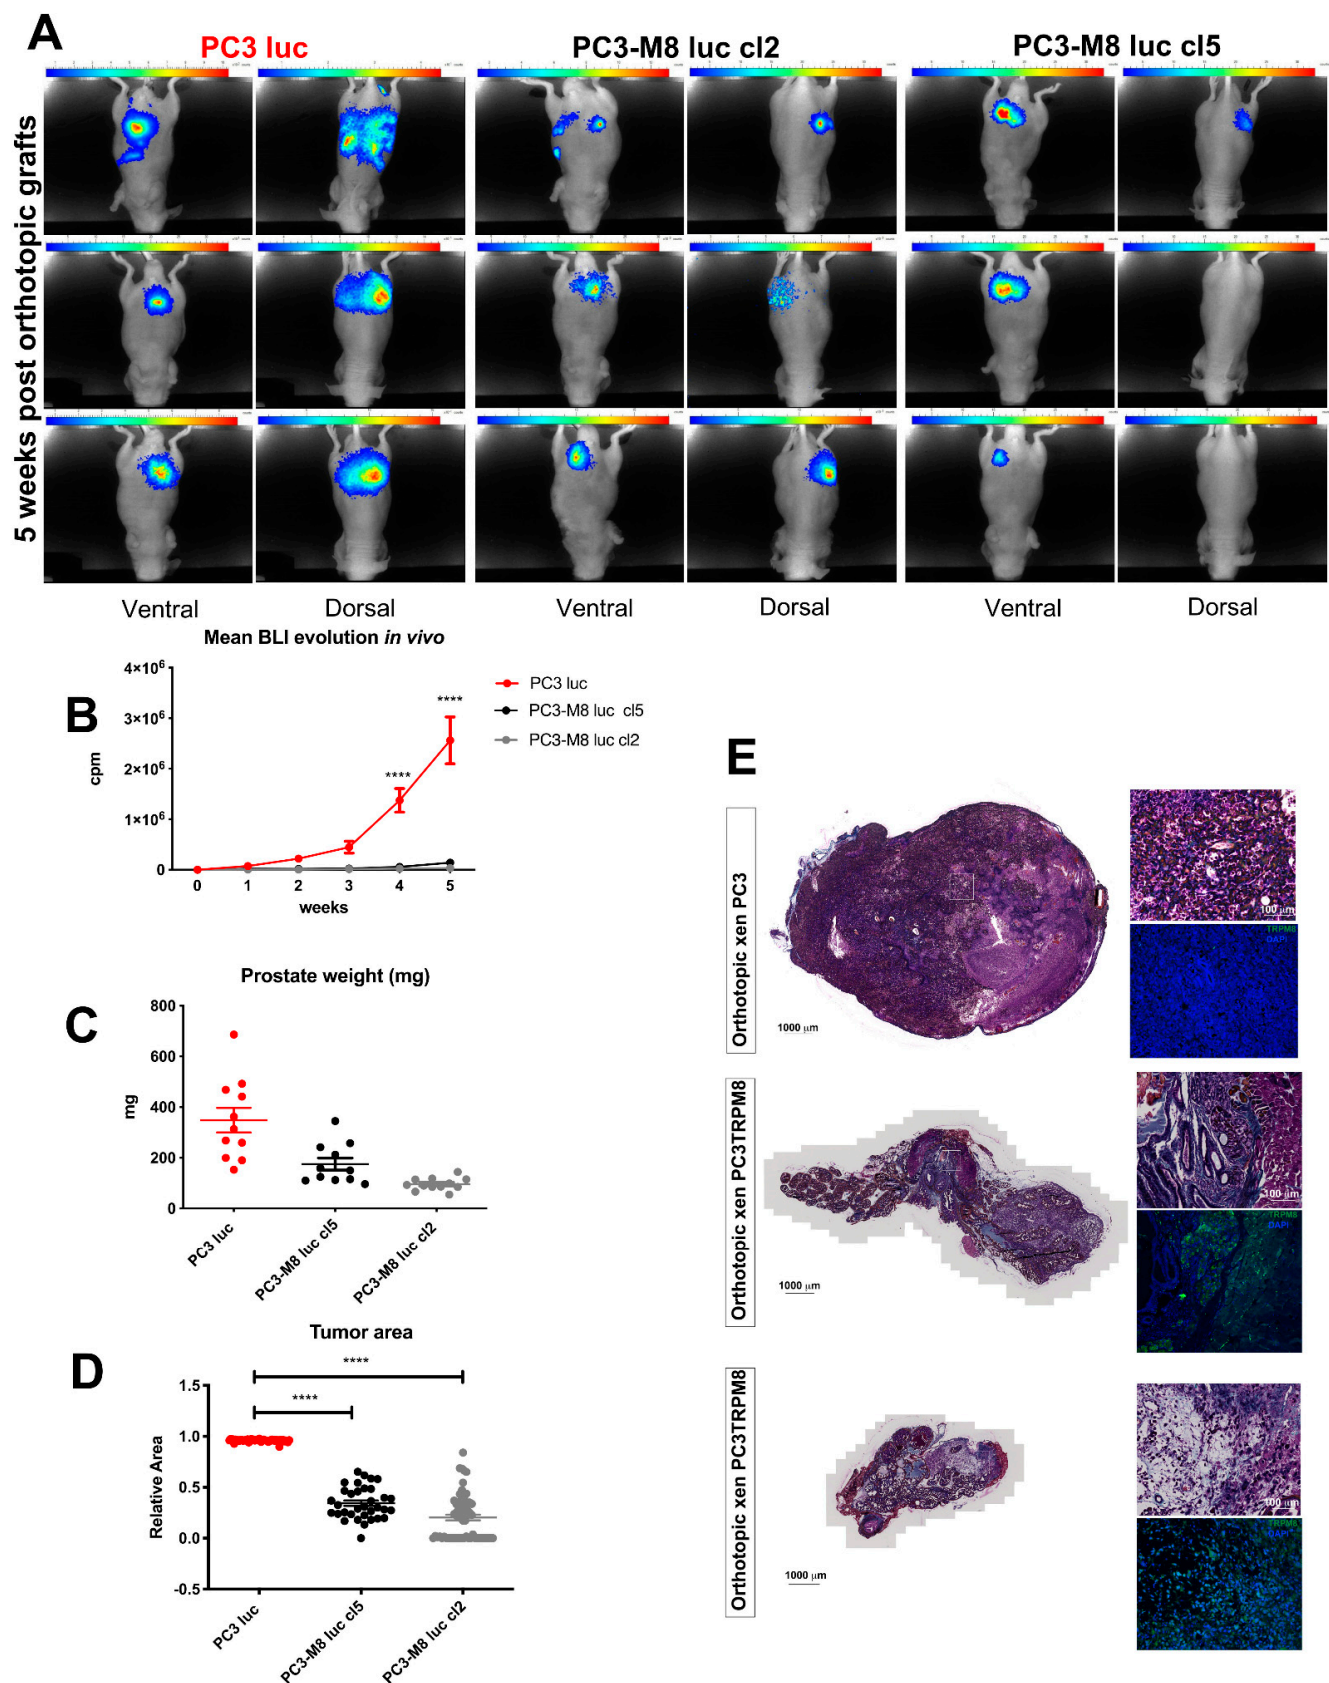 A
PC3 luc
PC3-M8 luc cl2
PC3-M8 luc cl5
5 weeks post orthotopic grafts
Ventral
Dorsal
Ventral
Dorsal
Ventral
Dorsal
Mean BLI evolution in vivo
B
cpm
4×10⁶
3×10⁶
2×10⁶
1×10⁶
0
****
****
0 1 2 3 4 5
weeks
PC3 luc
PC3-M8 luc cl5
PC3-M8 luc cl2
C
Prostate weight (mg)
mg
800
600
400
200
0
PC3 luc
PC3-M8 luc cl5
PC3-M8 luc cl2
D
Tumor area
****
****
Relative Area
1.5
1.0
0.5
0.0
-0.5
PC3 luc
PC3-M8 luc cl5
PC3-M8 luc cl2
E
Orthotopic xen PC3
1000 μm
100 μm
TRPM8
DAPI
Orthotopic xen PC3TRPM8
1000 μm
100 μm
TRPM8
DAPI
Orthotopic xen PC3TRPM8
1000 μm
100 μm
TRPM8
DAPI